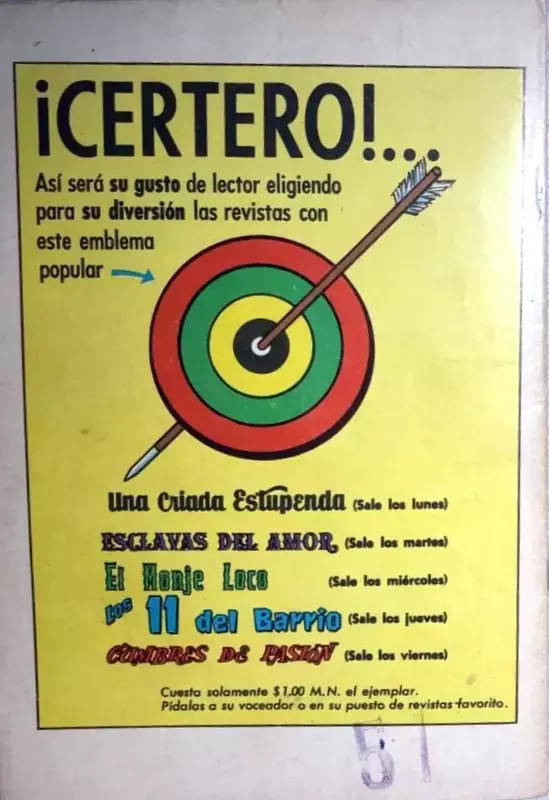 ¡CERTERO!...
Así será su gusto de lector eligiendo
para su diversión las revistas con
este emblema
popular
Una Criada Estupenda (Sale los lunes)
ESCLAVAS DEL AMOR, (Sale los martes)
El Monje Loco (Sale los miércoles)
Los 11 del Barrio (Sale los jueves)
CUMBRES DE PASIÓN (Sale los viernes)
Cuesta solamente $1.00 M.N. el ejemplar.
Pídalas a su voceador o en su puesto de revistas favorito.
51